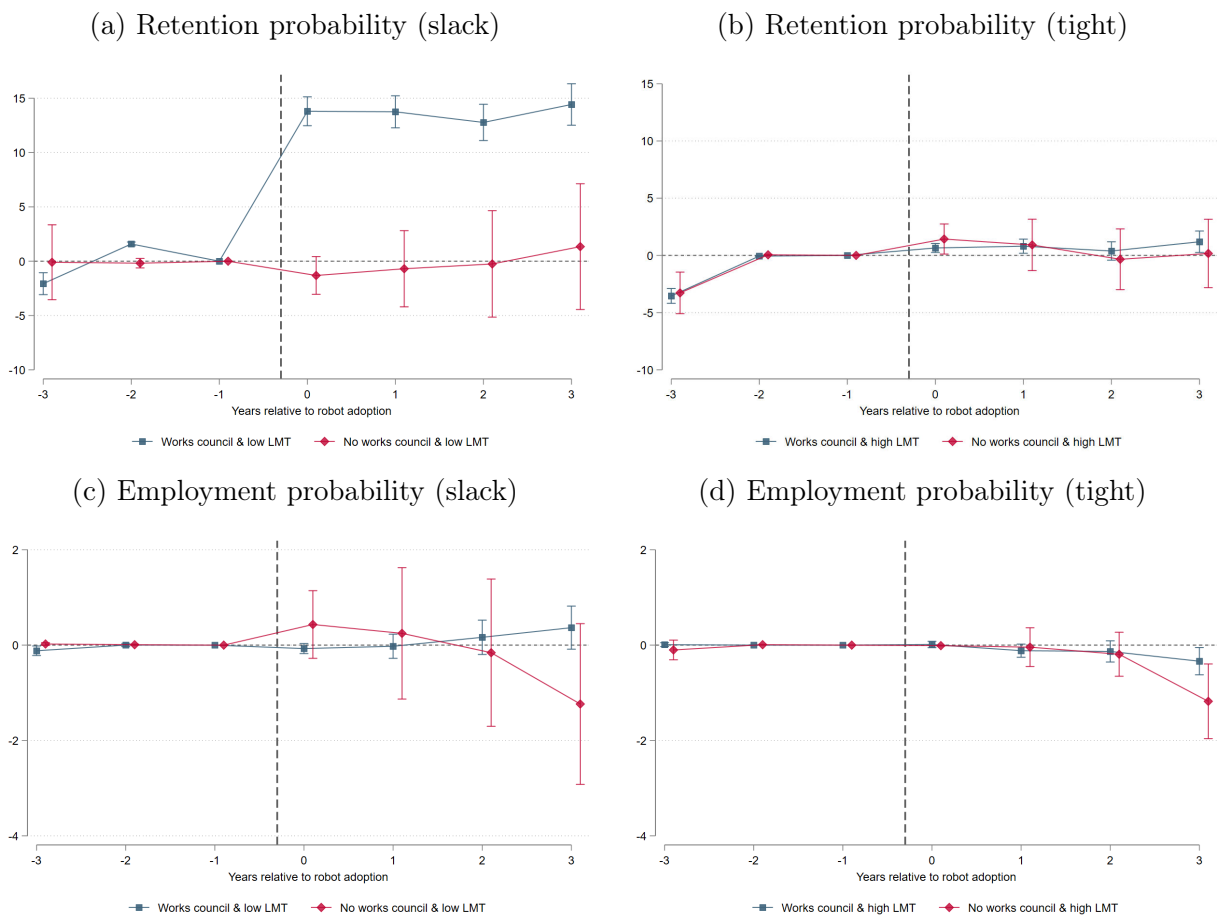 (a) Retention probability (slack)
15
10
5
0
-5
-10
-3 -2 -1 0 1 2 3
Years relative to robot adoption
Works council & low LMT No works council & low LMT
(b) Retention probability (tight)
15
10
5
0
-5
-10
-3 -2 -1 0 1 2 3
Years relative to robot adoption
Works council & high LMT No works council & high LMT
(c) Employment probability (slack)
2
0
-2
-4
-3 -2 -1 0 1 2 3
Years relative to robot adoption
Works council & low LMT No works council & low LMT
(d) Employment probability (tight)
2
0
-2
-4
-3 -2 -1 0 1 2 3
Years relative to robot adoption
Works council & high LMT No works council & high LMT